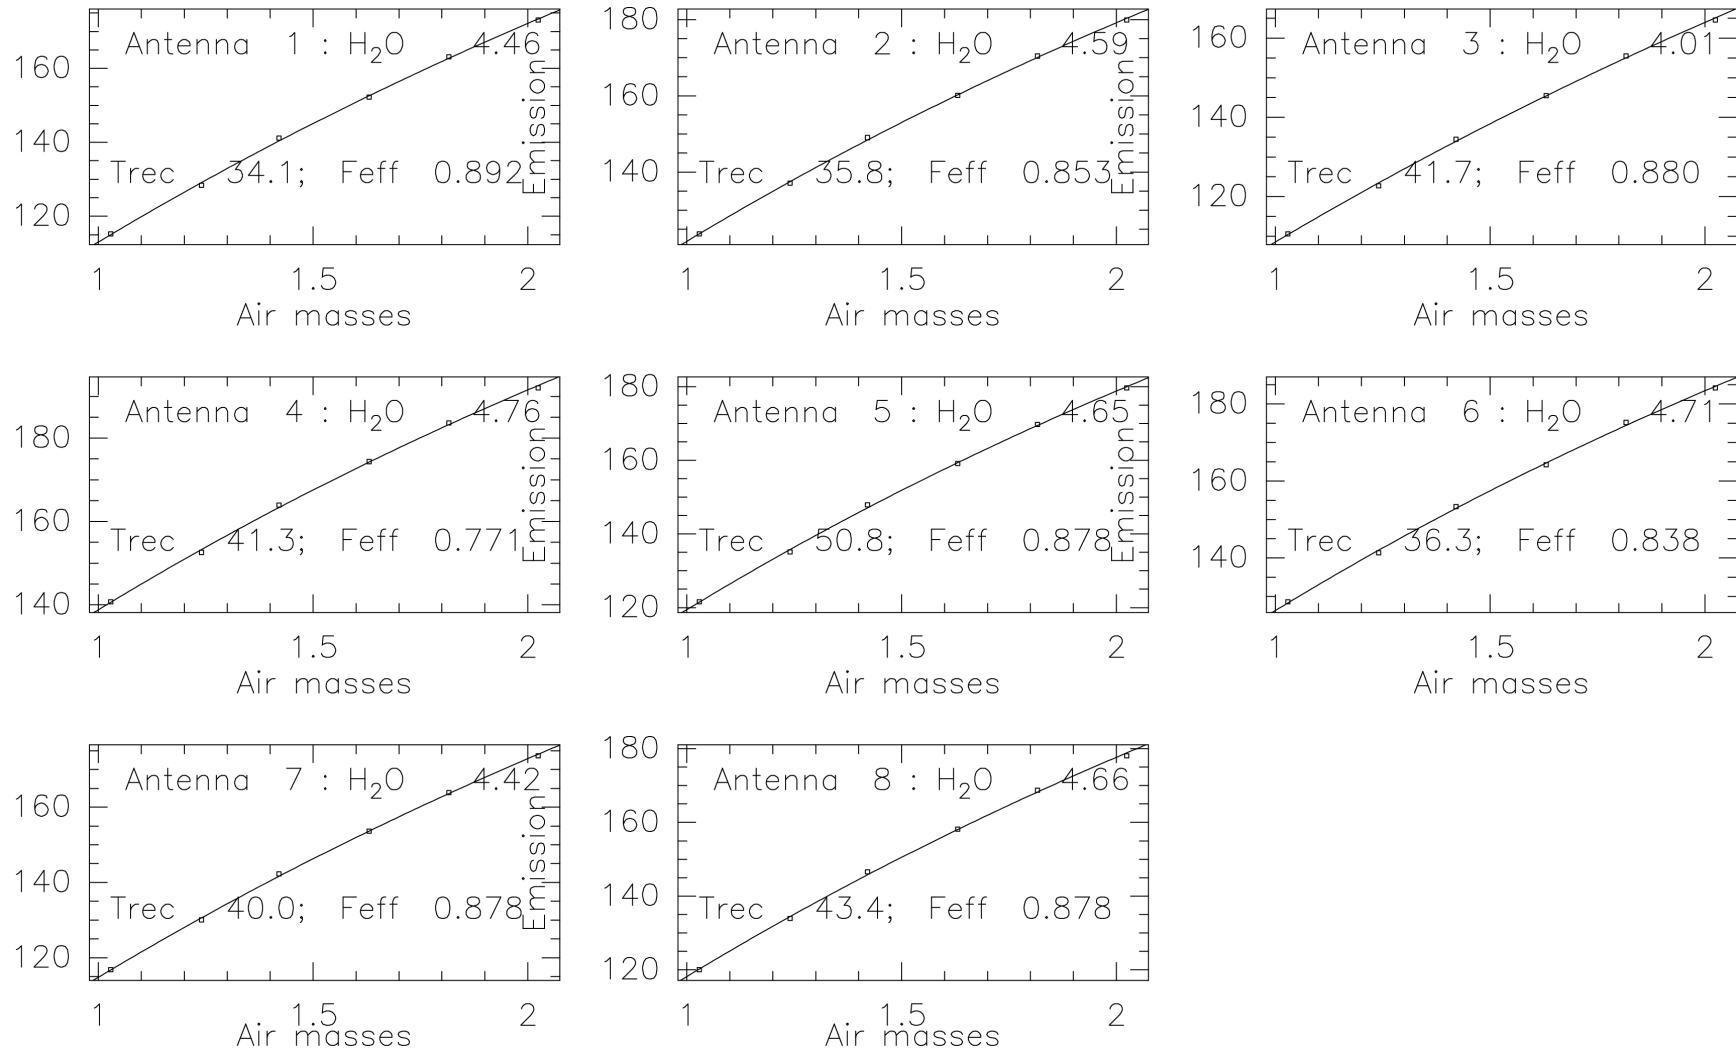 Antenna 1 : H₂O 4.46
160
140
Trec 34.1; Feff 0.892
120
1 1.5 2
Air masses
Emission
180
Antenna 2 : H₂O 4.59
160
140
Trec 35.8; Feff 0.853
1 1.5 2
Air masses
Emission
160
Antenna 3 : H₂O 4.01
140
Trec 41.7; Feff 0.880
120
1 1.5 2
Air masses
Antenna 4 : H₂O 4.76
180
160
Trec 41.3; Feff 0.771
140
1 1.5 2
Air masses
Emission
180
Antenna 5 : H₂O 4.65
160
140
Trec 50.8; Feff 0.878
120
1 1.5 2
Air masses
Emission
180
Antenna 6 : H₂O 4.71
160
Trec 36.3; Feff 0.838
140
1 1.5 2
Air masses
Antenna 7 : H₂O 4.42
160
140
Trec 40.0; Feff 0.878
120
1 1.5 2
Air masses
Emission
180
Antenna 8 : H₂O 4.66
160
140
Trec 43.4; Feff 0.878
120
1 1.5 2
Air masses